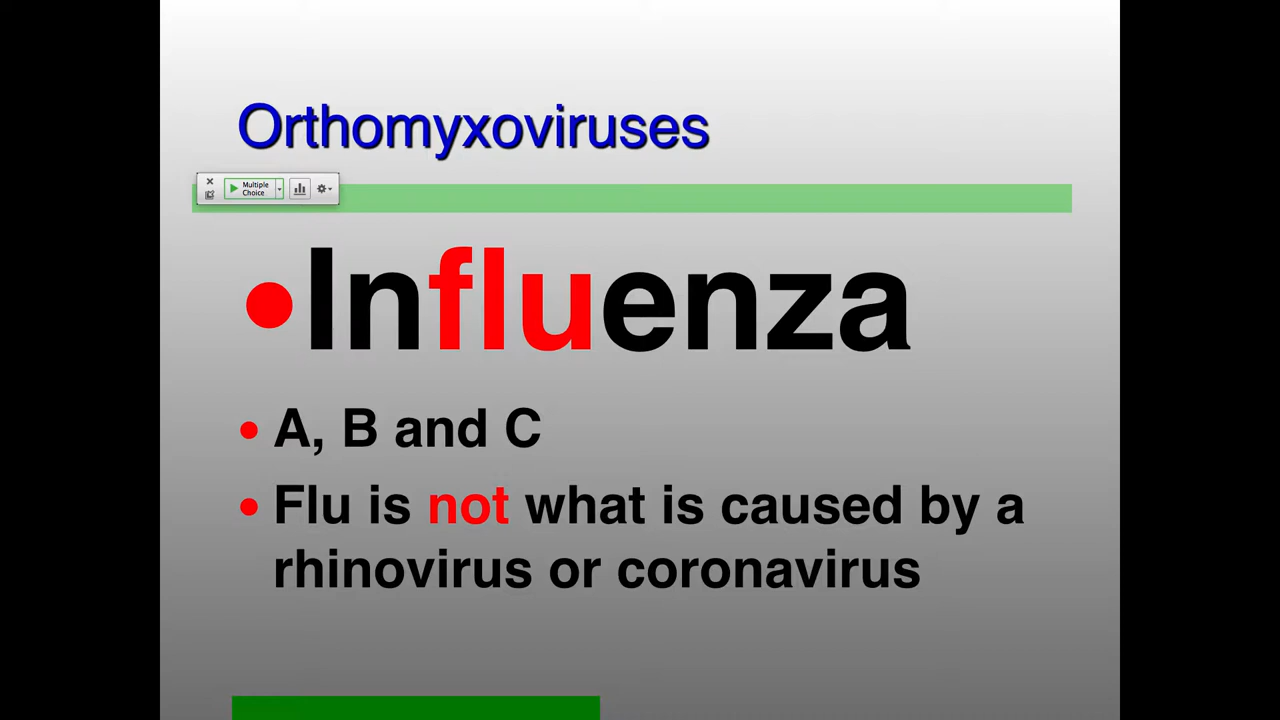 Orthomyxoviruses
Multiple
Choice
•Influenza
• A, B and C
• Flu is not what is caused by a
rhinovirus or coronavirus